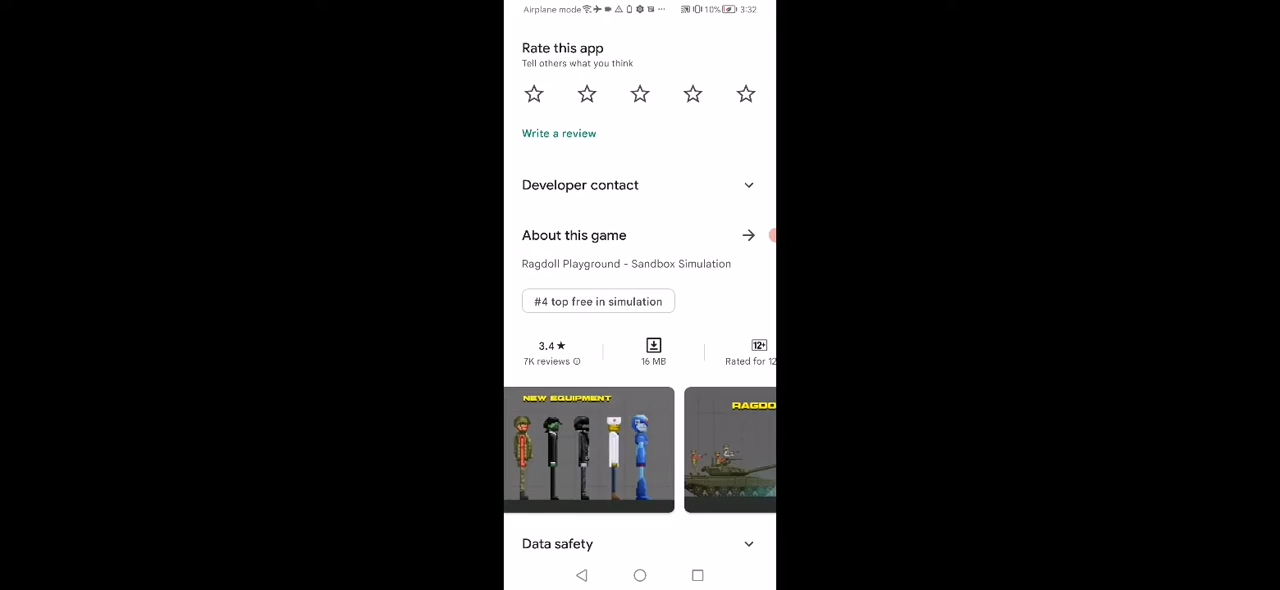 Airplane mode 10% 3:32
Rate this app
Tell others what you think
Write a review
Developer contact
About this game
Ragdoll Playground - Sandbox Simulation
#4 top free in simulation
3.4★ 12+
7K reviews 16 MB Rated for 12
NEW EQUIPMENT RAGDO
Data safety